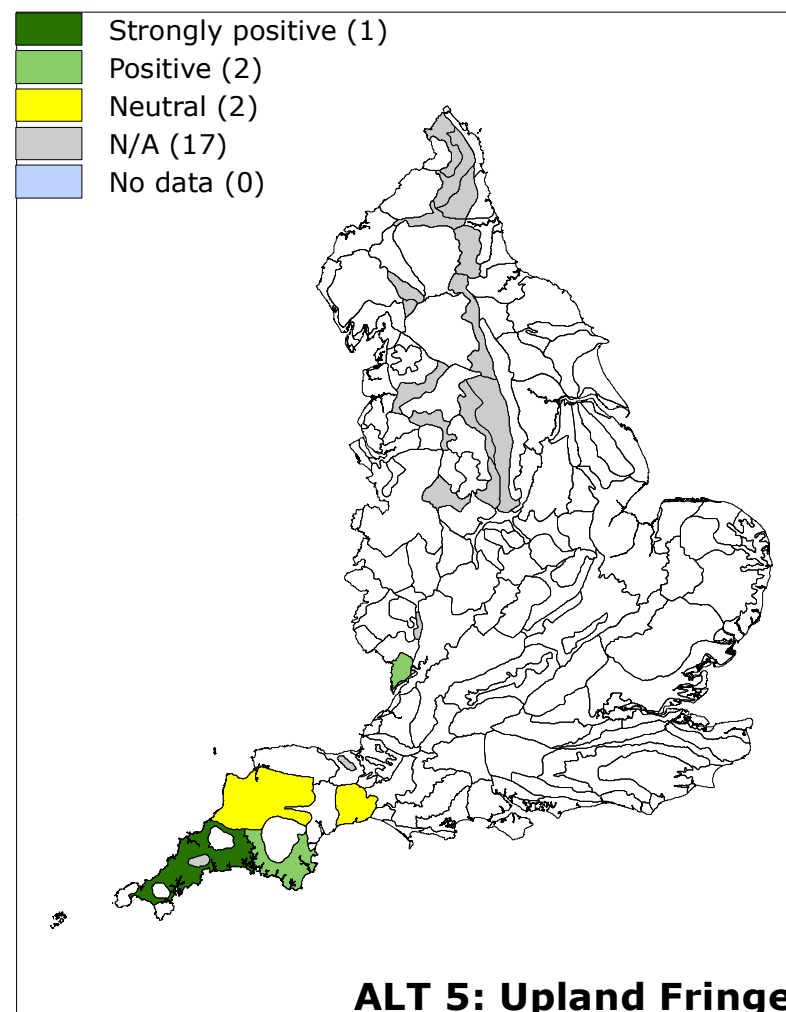 Strongly positive (1)
Positive (2)
Neutral (2)
N/A (17)
No data (0)
ALT 5: Upland Fringe